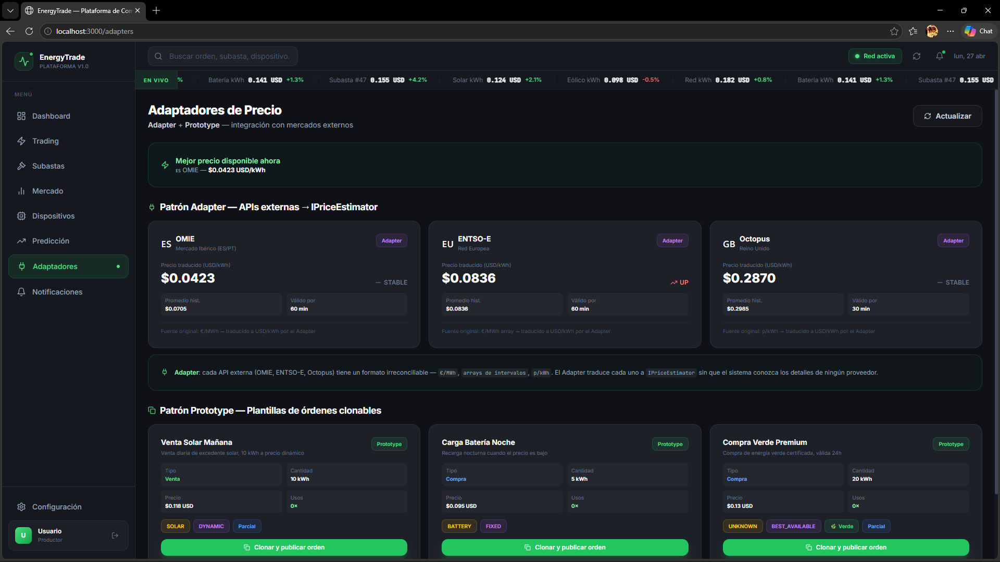 EnergyTrade — Plataforma de Con
localhost:3000/adapters
Chat
EnergyTrade
PLATAFORMA V1.0
Buscar orden, subasta, dispositivo.
Red activa
lun, 27 abr
EN VIVO
% Batería kWh 0.141 USD +1.3% Subasta #47 0.155 USD +4.2% Solar kWh 0.124 USD +2.1% Eólico kWh 0.098 USD -0.5% Red kWh 0.182 USD +0.8% Batería kWh 0.141 USD +1.3% Subasta #47 0.155 USD
MENÚ
Dashboard
Trading
Subastas
Mercado
Dispositivos
Predicción
Adaptadores
Notificaciones
Configuración
U
Usuario
Productor
Adaptadores de Precio
Adapter + Prototype — integración con mercados externos
Actualizar
Mejor precio disponible ahora
ES OMIE — $0.0423 USD/kWh
Patrón Adapter — APIs externas → IPriceEstimator
ES OMIE
Mercado Ibérico (ES/PT)
Adapter
Precio traducido (USD/kWh)
$0.0423
— STABLE
Promedio hist.
$0.0705
Válido por
60 min
Fuente original: €/MWh → traducido a USD/kWh por el Adapter
EU ENTSO-E
Red Europea
Adapter
Precio traducido (USD/kWh)
$0.0836
UP
Promedio hist.
$0.0836
Válido por
60 min
Fuente original: €/MWh array → traducido a USD/kWh por el Adapter
GB Octopus
Reino Unido
Adapter
Precio traducido (USD/kWh)
$0.2870
— STABLE
Promedio hist.
$0.2985
Válido por
30 min
Fuente original: p/kWh → traducido a USD/kWh por el Adapter
Adapter: cada API externa (OMIE, ENTSO-E, Octopus) tiene un formato irreconciliable — €/MWh, arrays de intervalos, p/kWh. El Adapter traduce cada uno a IPriceEstimator sin que el sistema conozca los detalles de ningún proveedor.
Patrón Prototype — Plantillas de órdenes clonables
Venta Solar Mañana
Prototype
Venta diaria de excedente solar, 10 kWh a precio dinámico
Tipo
Venta
Cantidad
10 kWh
Precio
$0.118 USD
Usos
0×
SOLAR DYNAMIC Parcial
Clonar y publicar orden
Carga Batería Noche
Prototype
Recarga nocturna cuando el precio es bajo
Tipo
Compra
Cantidad
5 kWh
Precio
$0.095 USD
Usos
0×
BATTERY FIXED
Clonar y publicar orden
Compra Verde Premium
Prototype
Compra de energía verde certificada, válida 24h
Tipo
Compra
Cantidad
20 kWh
Precio
$0.13 USD
Usos
0×
UNKNOWN BEST_AVAILABLE Verde Parcial
Clonar y publicar orden